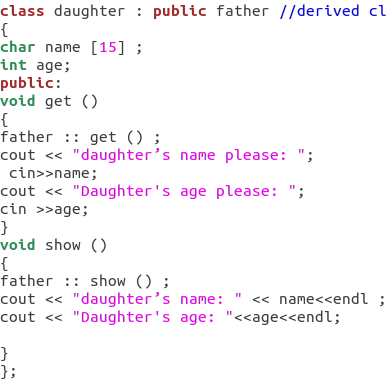 class daughter : public father //derived cl
{
char name [15] ;
int age;
public:
void get ()
{
father :: get () ;
cout << "daughter’s name please: ";
cin>>name;
cout << "Daughter's age please: ";
cin >>age;
}
void show ()
{
father :: show () ;
cout << "daughter’s name: " << name<<endl ;
cout << "Daughter's age: "<<age<<endl;
}
};